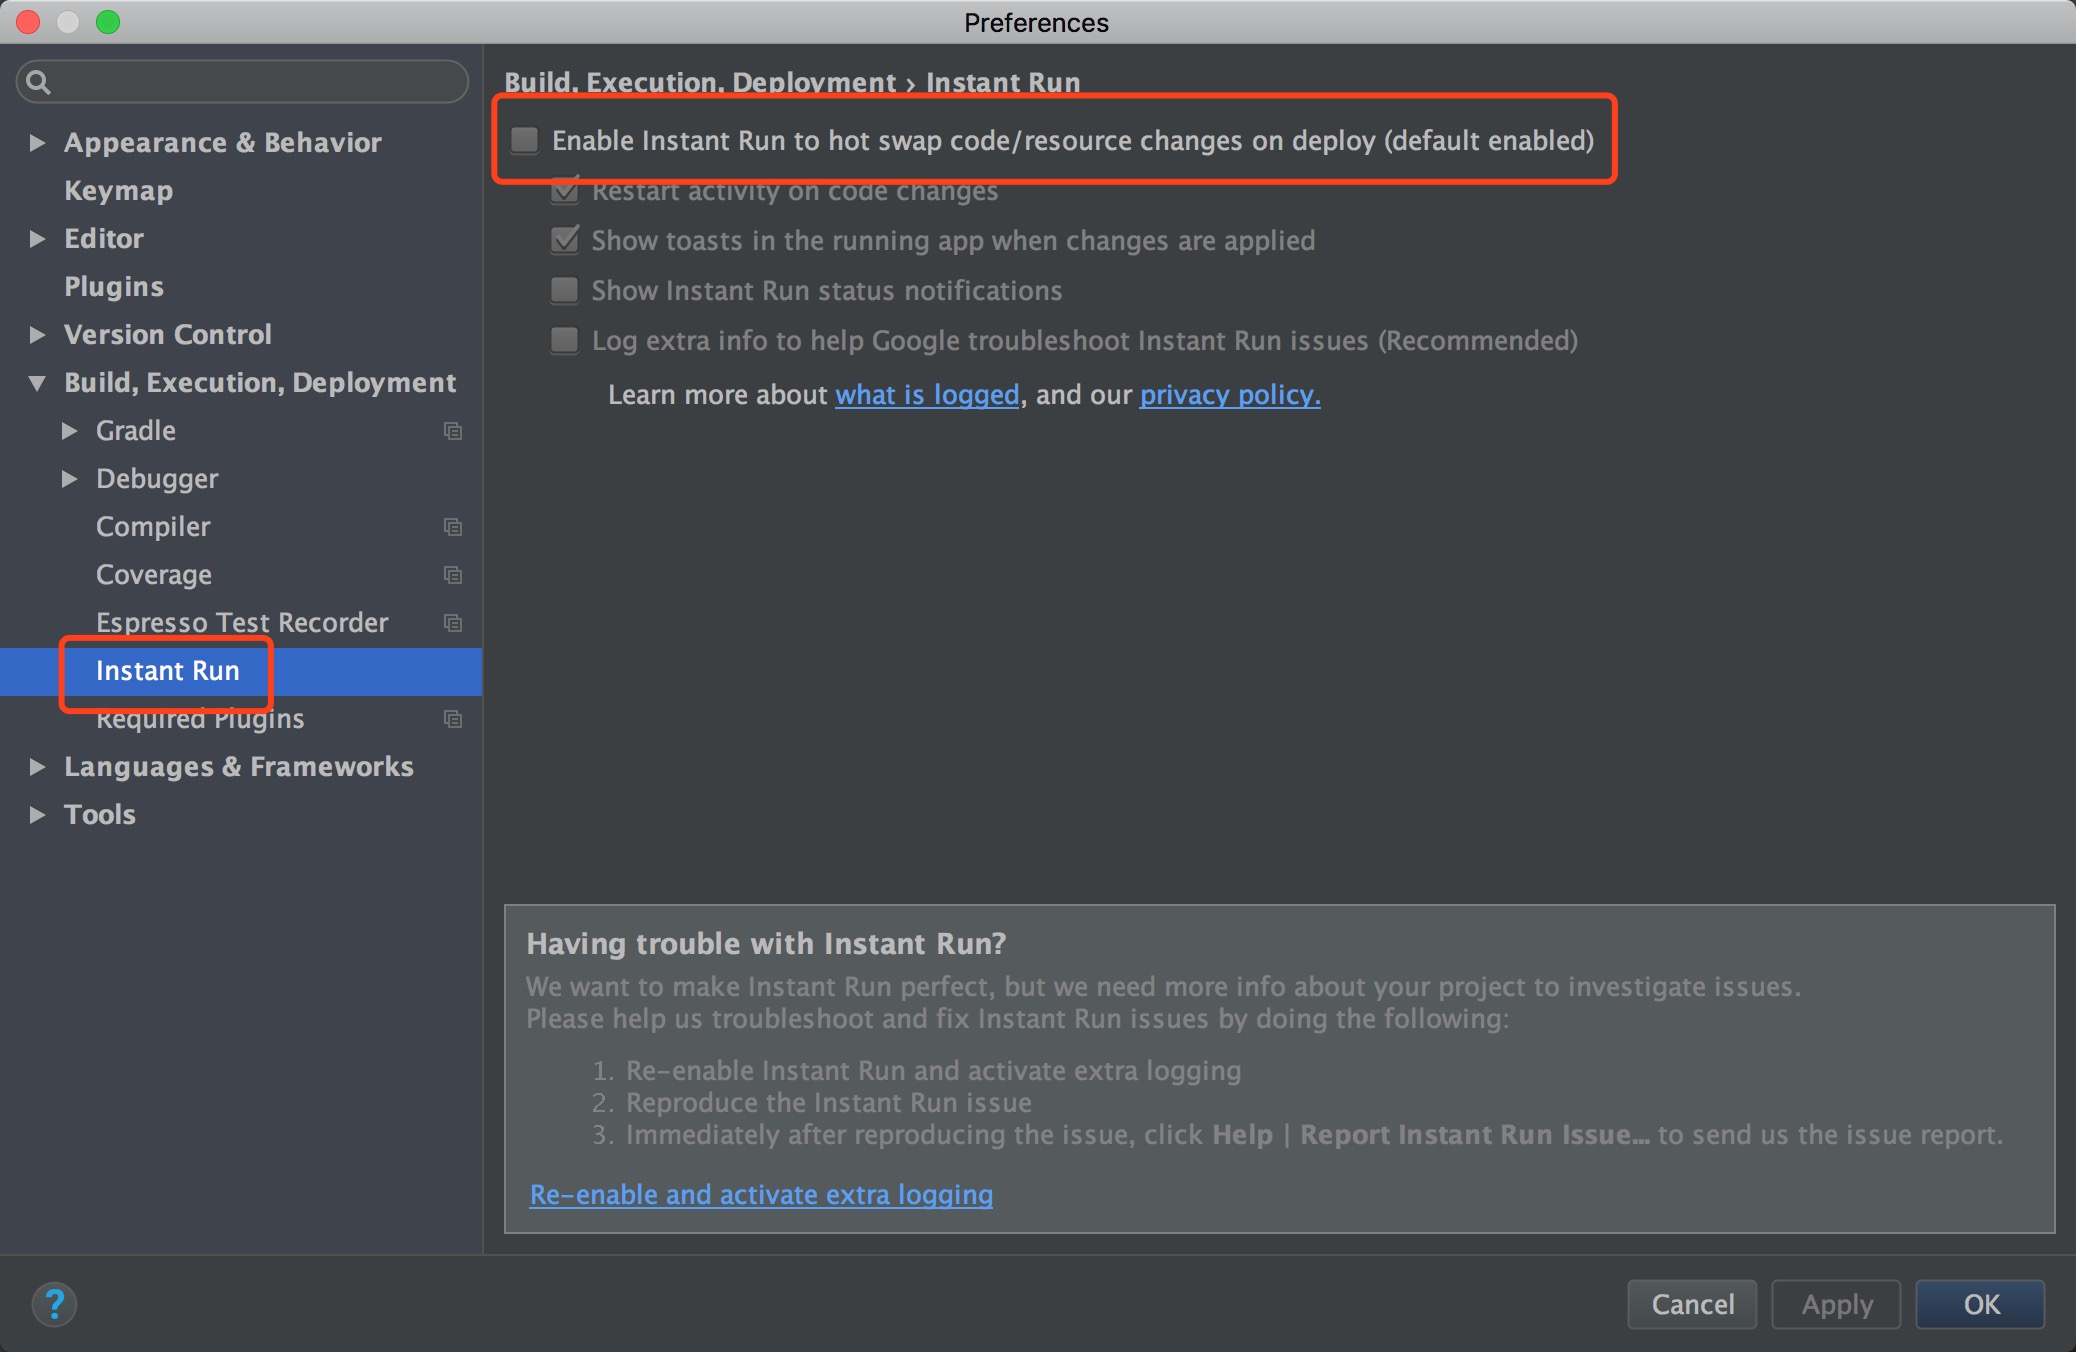 Preferences
Appearance & Behavior
Keymap
Editor
Plugins
Version Control
Build, Execution, Deployment
Gradle
Debugger
Compiler
Coverage
Espresso Test Recorder
Instant Run
Required Plugins
Languages & Frameworks
Tools
Build, Execution, Deployment › Instant Run
Enable Instant Run to hot swap code/resource changes on deploy (default enabled)
Restart activity on code changes
Show toasts in the running app when changes are applied
Show Instant Run status notifications
Log extra info to help Google troubleshoot Instant Run issues (Recommended)
Learn more about what is logged, and our privacy policy.
Having trouble with Instant Run?
We want to make Instant Run perfect, but we need more info about your project to investigate issues.
Please help us troubleshoot and fix Instant Run issues by doing the following:
1. Re-enable Instant Run and activate extra logging
2. Reproduce the Instant Run issue
3. Immediately after reproducing the issue, click Help | Report Instant Run Issue... to send us the issue report.
Re-enable and activate extra logging
?
Cancel
Apply
OK